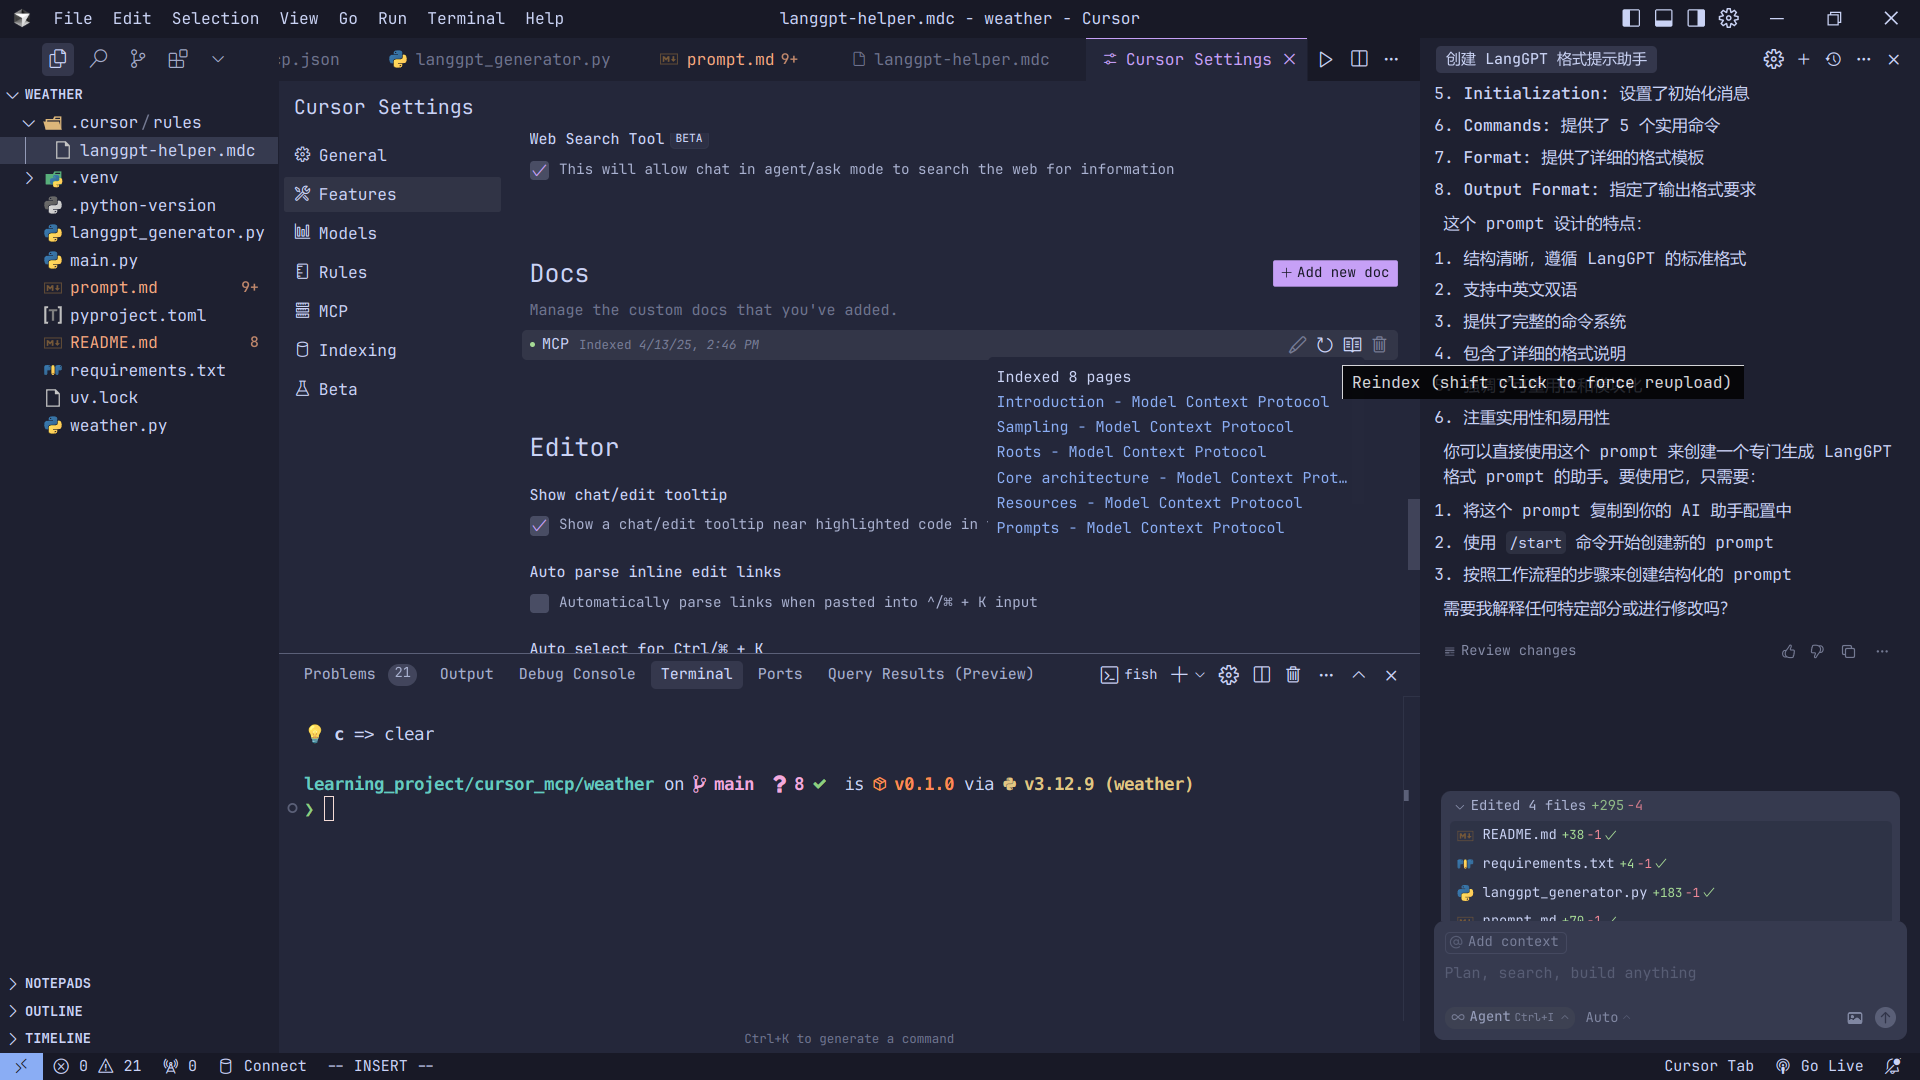 File Edit Selection View Go Run Terminal Help
langgpt-helper.mdc - weather - Cursor
cp.json
langgpt_generator.py
prompt.md 9+
langgpt-helper.mdc
Cursor Settings
WEATHER
.cursor/rules
langgpt-helper.mdc
.venv
.python-version
langgpt_generator.py
main.py
prompt.md 9+
pyproject.toml
README.md 8
requirements.txt
uv.lock
weather.py
NOTEPADS
OUTLINE
TIMELINE
Cursor Settings
General
Features
Models
Rules
MCP
Indexing
Beta
Web Search Tool BETA
This will allow chat in agent/ask mode to search the web for information
Docs
+ Add new doc
Manage the custom docs that you've added.
MCP Indexed 4/13/25, 2:46 PM
Indexed 8 pages
Introduction - Model Context Protocol
Sampling - Model Context Protocol
Roots - Model Context Protocol
Core architecture - Model Context Prot…
Resources - Model Context Protocol
Prompts - Model Context Protocol
Reindex (shift click to force reupload)
Editor
Show chat/edit tooltip
Show a chat/edit tooltip near highlighted code in
Auto parse inline edit links
Automatically parse links when pasted into ^/⌘ + K input
Auto select for Ctrl/⌘ + K
Problems 21 Output Debug Console Terminal Ports Query Results (Preview)
fish
💡 c => clear
learning_project/cursor_mcp/weather on main ?8 ✓ is v0.1.0 via v3.12.9 (weather)
❯
Ctrl+K to generate a command
创建 LangGPT 格式提示助手
5. Initialization: 设置了初始化消息
6. Commands: 提供了 5 个实用命令
7. Format: 提供了详细的格式模板
8. Output Format: 指定了输出格式要求
这个 prompt 设计的特点:
1. 结构清晰，遵循 LangGPT 的标准格式
2. 支持中英文双语
3. 提供了完整的命令系统
4. 包含了详细的格式说明
6. 注重实用性和易用性
你可以直接使用这个 prompt 来创建一个专门生成 LangGPT
格式 prompt 的助手。要使用它，只需要:
1. 将这个 prompt 复制到你的 AI 助手配置中
2. 使用 /start 命令开始创建新的 prompt
3. 按照工作流程的步骤来创建结构化的 prompt
需要我解释任何特定部分或进行修改吗?
Review changes
Edited 4 files +295 -4
README.md +38 -1 ✓
requirements.txt +4 -1 ✓
langgpt_generator.py +183 -1 ✓
prompt.md +70 -1 ✓
@ Add context
Plan, search, build anything
∞ Agent Ctrl+I ^ Auto ^
0 21 0 Connect -- INSERT --
Cursor Tab Go Live